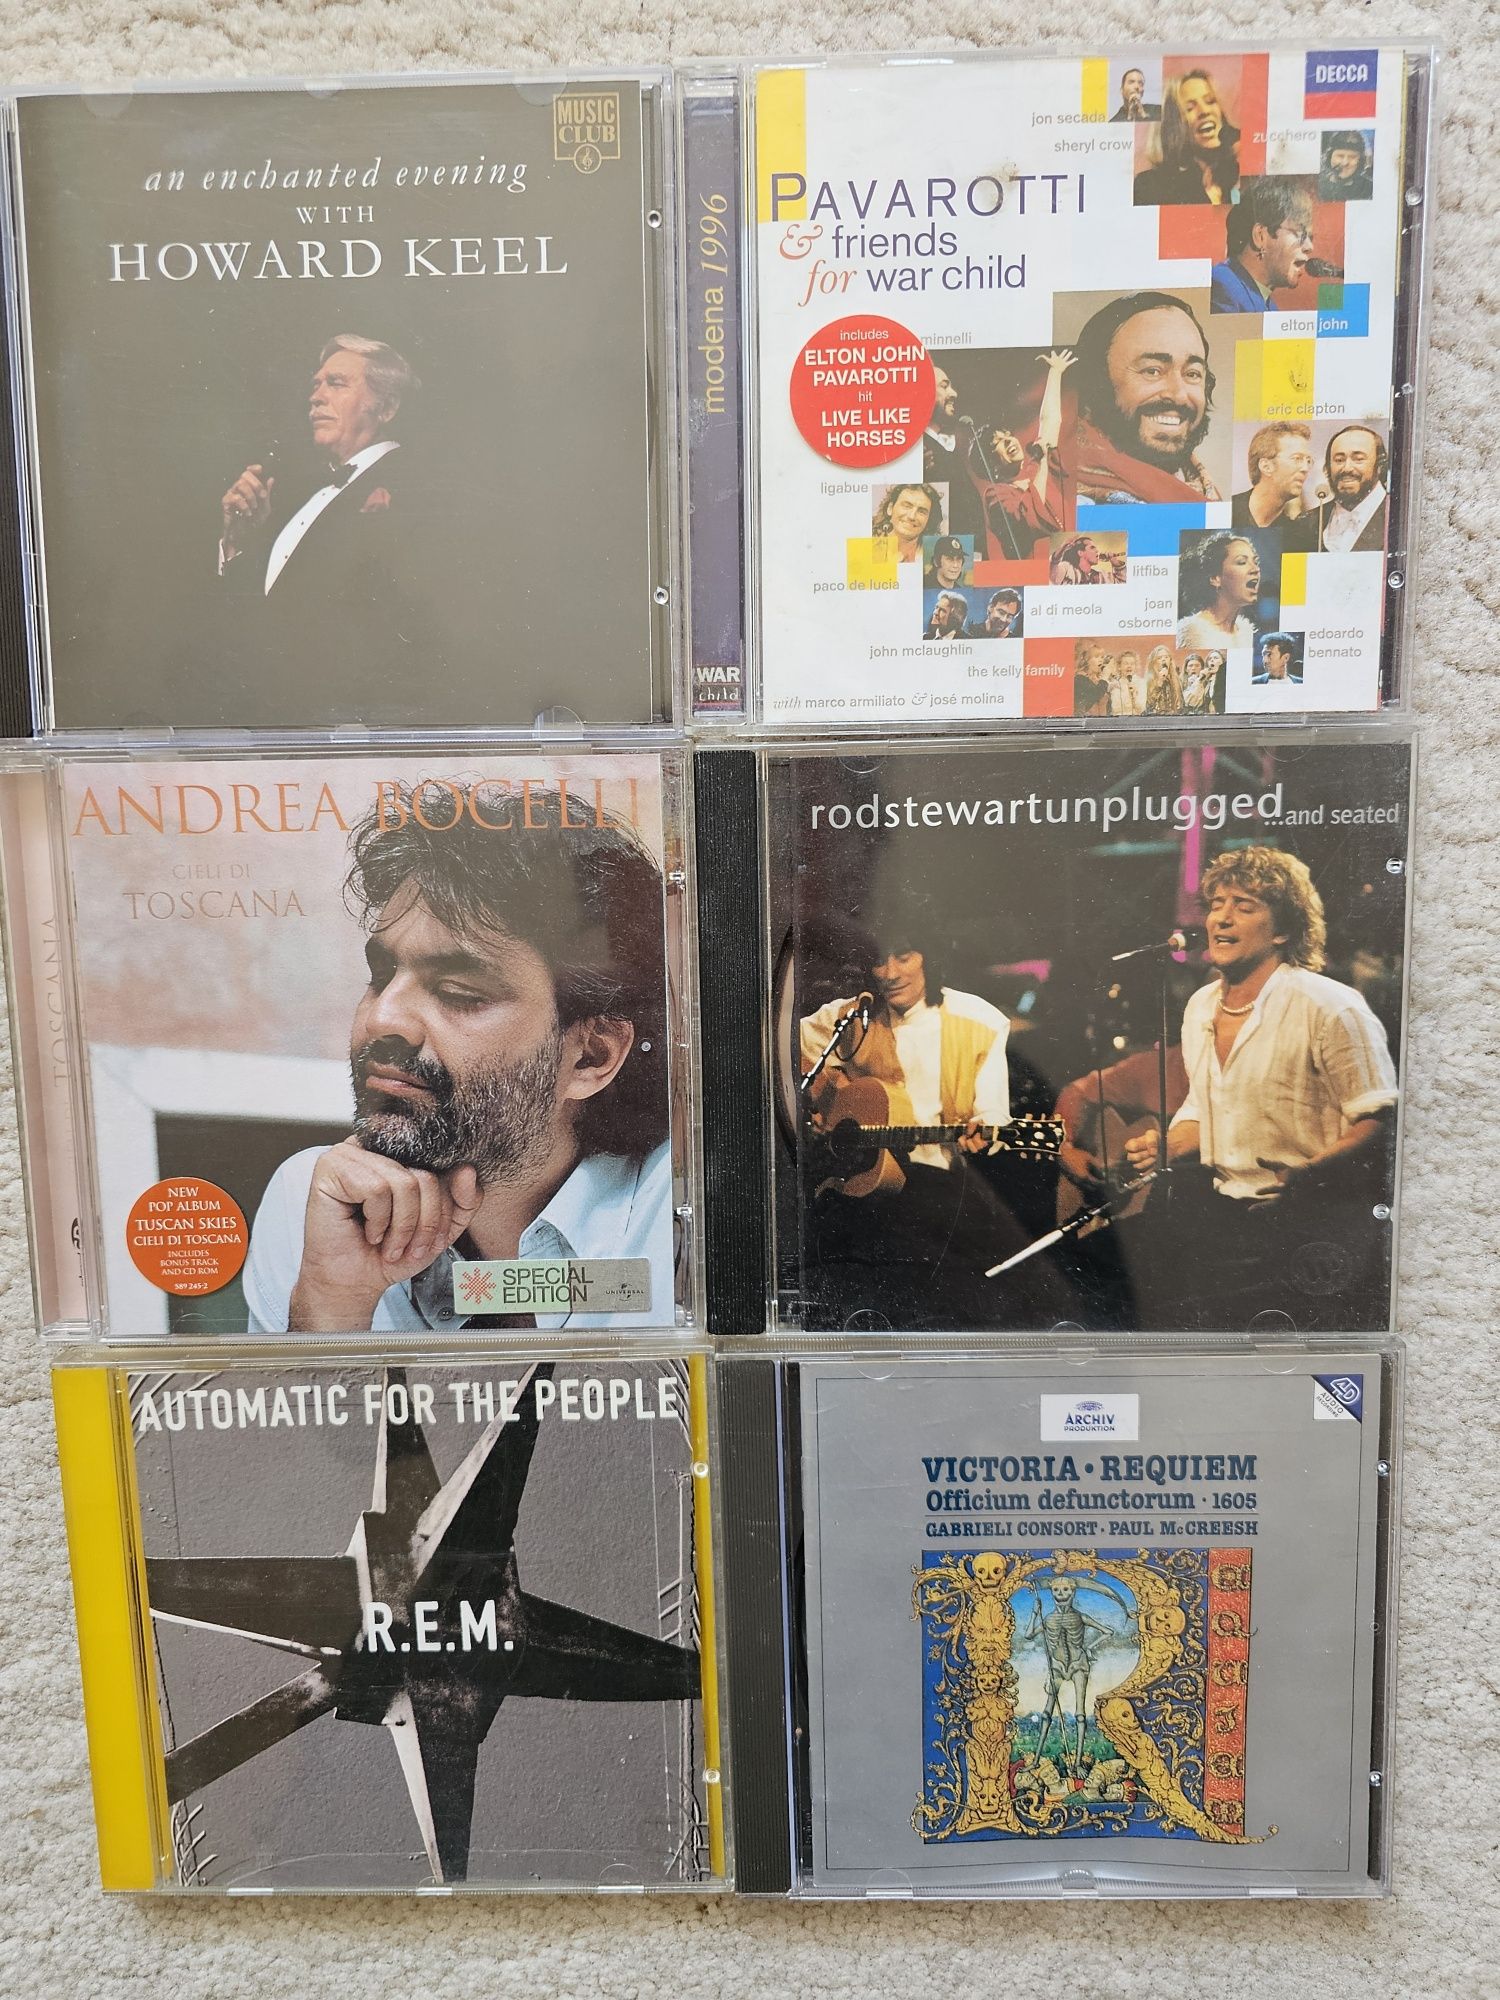 MUSIC
CLUB
an enchanted evening
WITH
HOWARD KEEL
modena 1996
WAR
child
DECCA
jon secada
sheryl crow
zucchero
PAVAROTTI
& friends
for war child
elton john
includes
ELTON JOHN
PAVAROTTI
hit
LIVE LIKE
HORSES
minnelli
eric clapton
ligabue
paco de lucia
litfiba
al di meola
joan
osborne
edoardo
bennato
john mclaughlin
the kelly family
with marco armiliato & josé molina
TOSCANA
ANDREA BOCELLI
CIELI DI
TOSCANA
NEW
POP ALBUM
TUSCAN SKIES
CIELI DI TOSCANA
INCLUDES
BONUS TRACK
AND CD ROM
589 245-2
SPECIAL
EDITION
UNIVERSAL
rodstewartunplugged
...and seated
AUTOMATIC FOR THE PEOPLE
R.E.M.
ARCHIV
PRODUKTION
4D
AUDIO
RECORDING
VICTORIA • REQUIEM
Officium defunctorum · 1605
GABRIELI CONSORT · PAUL McCREESH